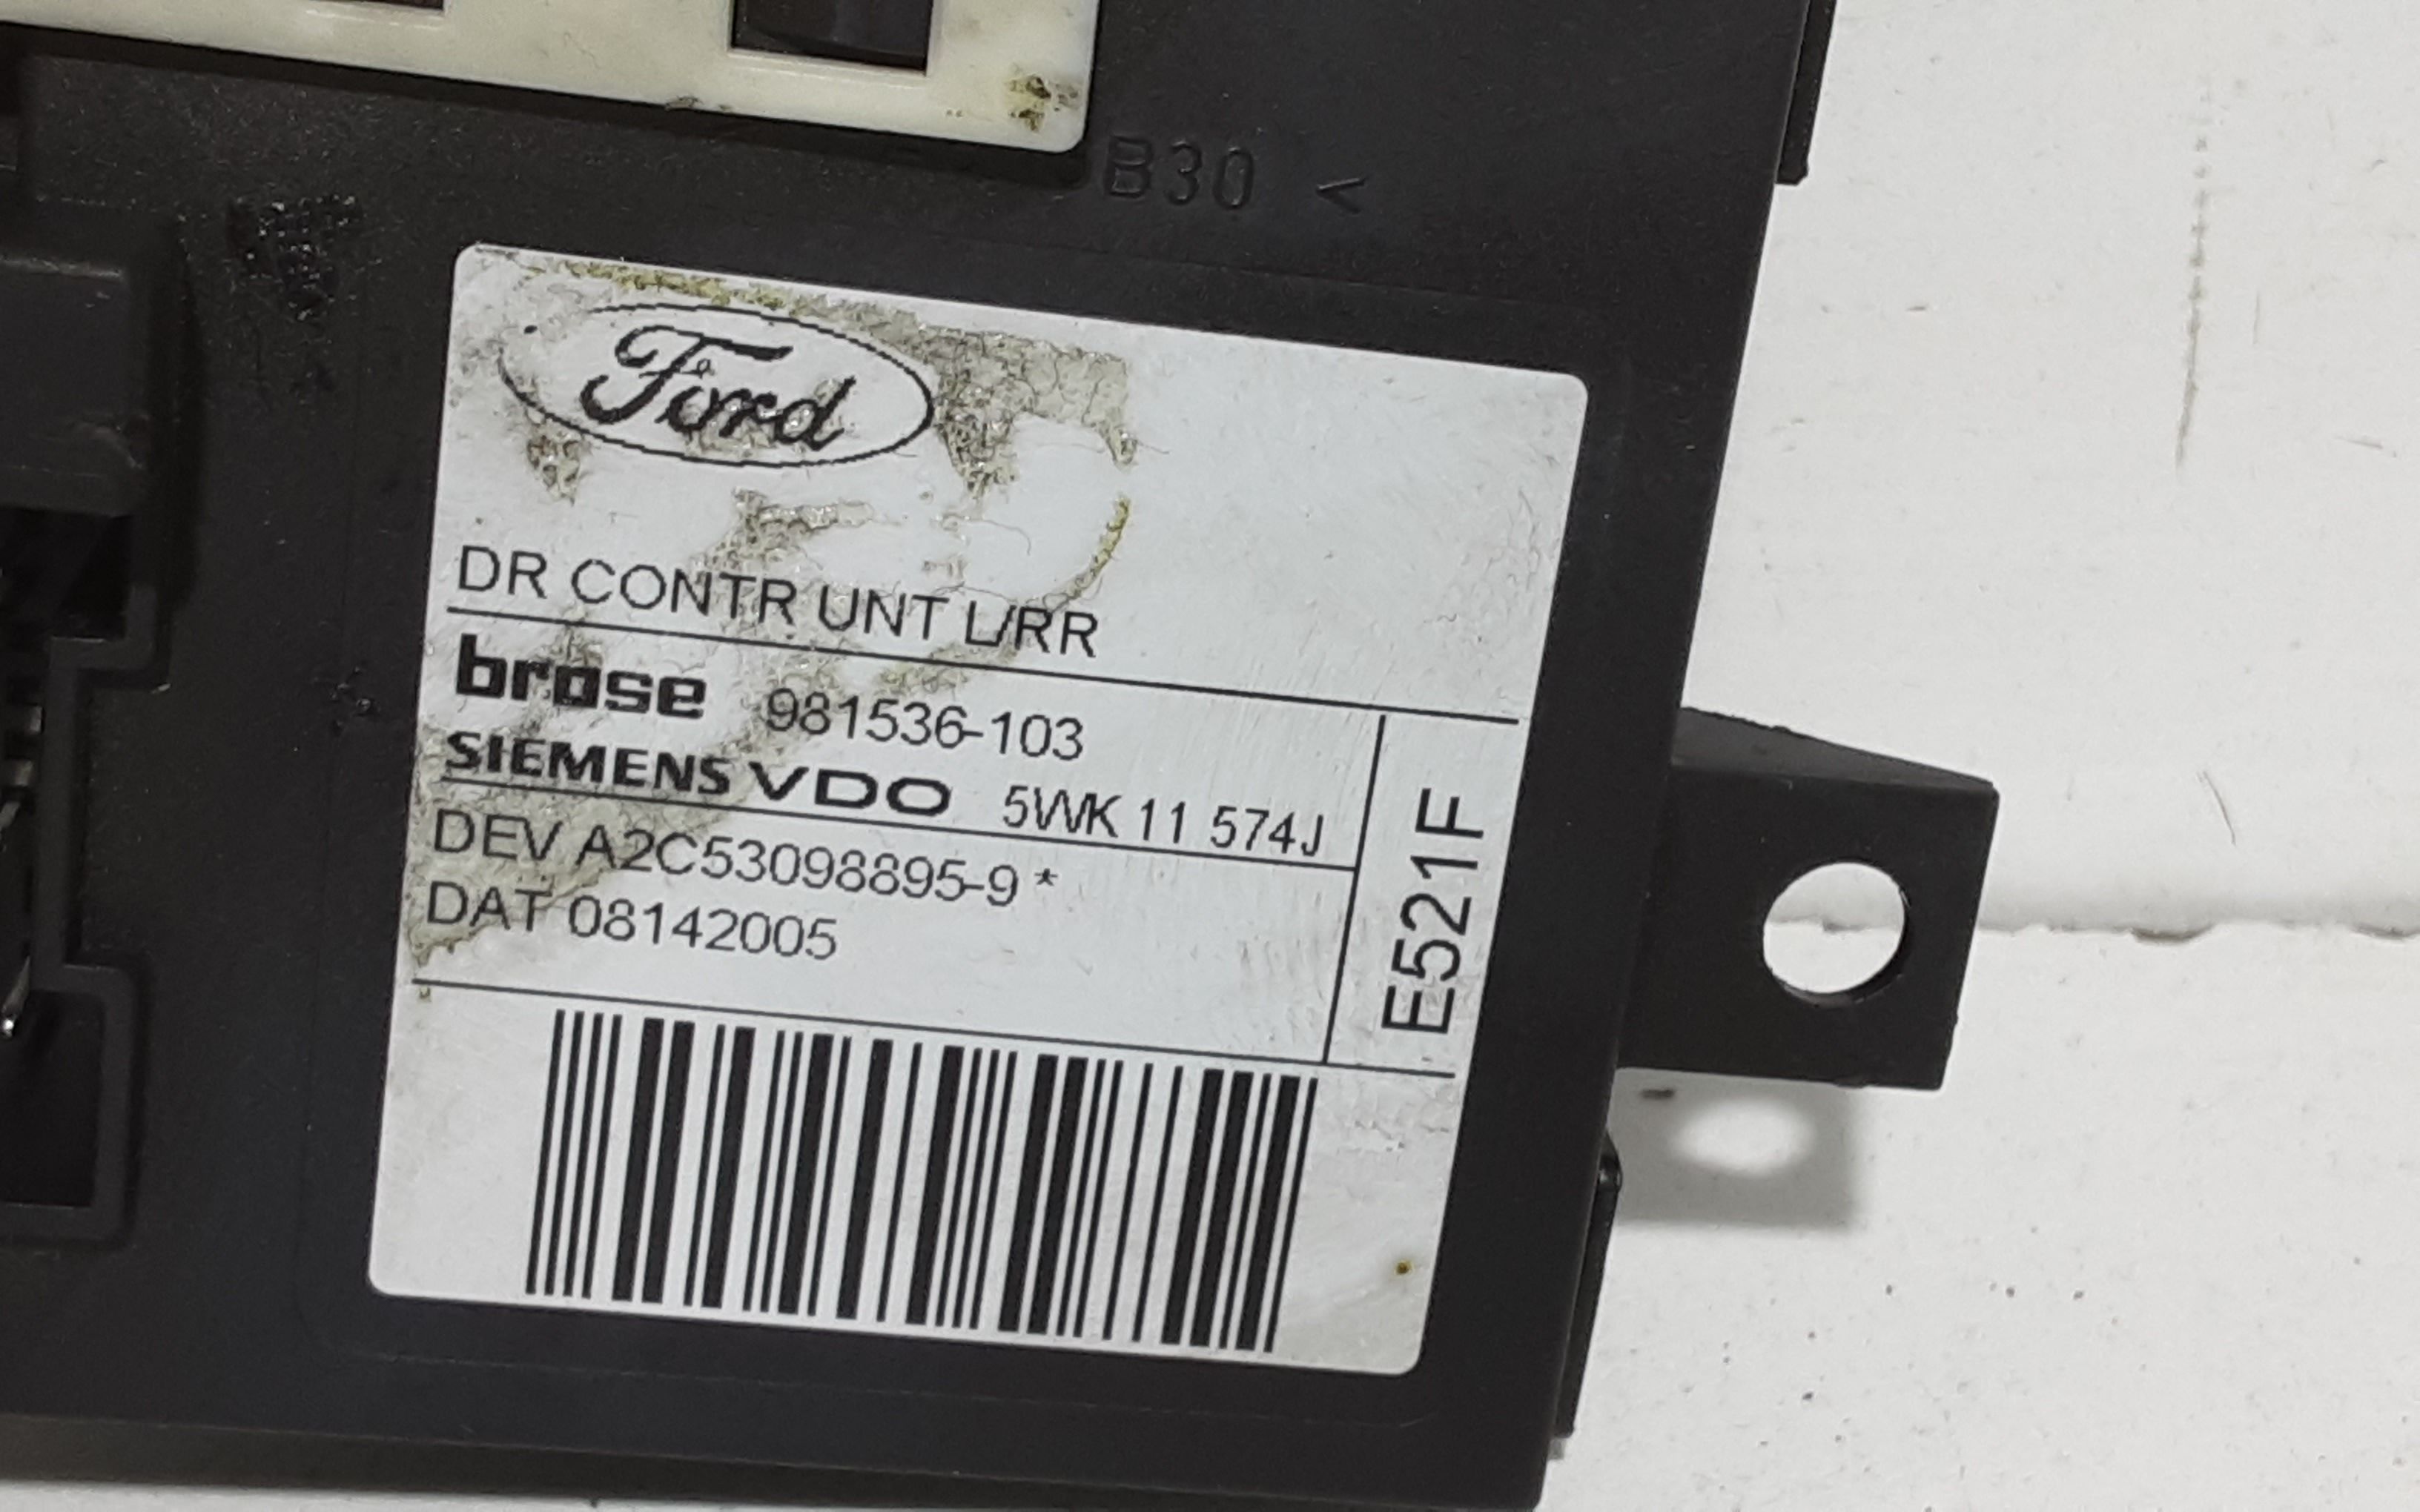 B30 <
Ford
DR CONTR UNT L/RR
brose 981536-103
SIEMENS VDO 5WK 11 574J
DEV A2C53098895-9 *
DAT 08142005
E521F